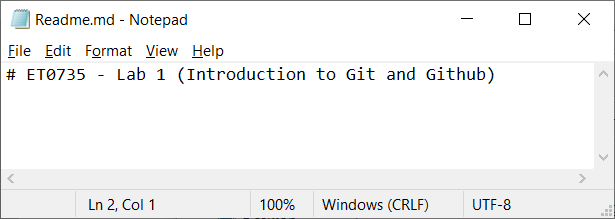 Readme.md - Notepad
File Edit Format View Help
# ET0735 - Lab 1 (Introduction to Git and Github)
Ln 2, Col 1 100% Windows (CRLF) UTF-8